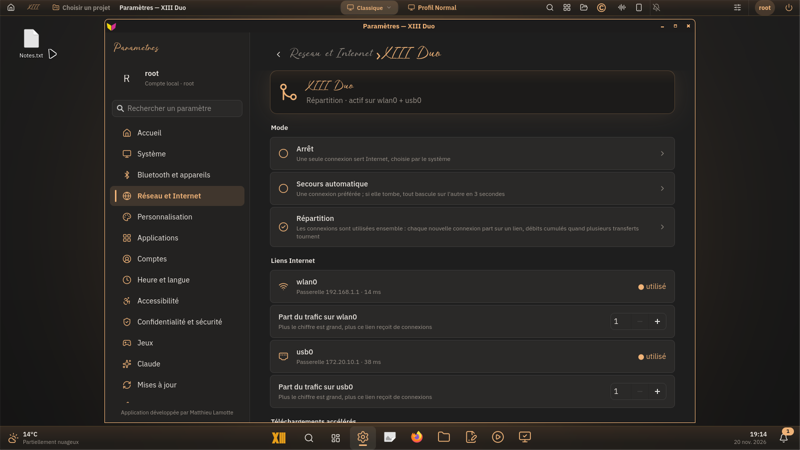 Choisir un projet
Paramètres — XIII Duo
Classique
Profil Normal
root
Notes.txt
Paramètres — XIII Duo
Paramètres
R
root
Compte local · root
Rechercher un paramètre
Accueil
Système
Bluetooth et appareils
Réseau et Internet
Personnalisation
Applications
Comptes
Heure et langue
Accessibilité
Confidentialité et sécurité
Jeux
Claude
Mises à jour
Application développée par Matthieu Lamotte
Réseau et Internet › XIII Duo
XIII Duo
Répartition · actif sur wlan0 + usb0
Mode
Arrêt
Une seule connexion sert Internet, choisie par le système
Secours automatique
Une connexion préférée ; si elle tombe, tout bascule sur l'autre en 3 secondes
Répartition
Les connexions sont utilisées ensemble : chaque nouvelle connexion part sur un lien, débits cumulés quand plusieurs transferts
tournent
Liens Internet
wlan0
Passerelle 192.168.1.1 · 14 ms
utilisé
Part du trafic sur wlan0
Plus le chiffre est grand, plus ce lien reçoit de connexions
1 − +
usb0
Passerelle 172.20.10.1 · 38 ms
utilisé
Part du trafic sur usb0
Plus le chiffre est grand, plus ce lien reçoit de connexions
1 − +
Téléchargements accélérés
14°C
Partiellement nuageux
XIII
19:14
20 nov. 2026
1